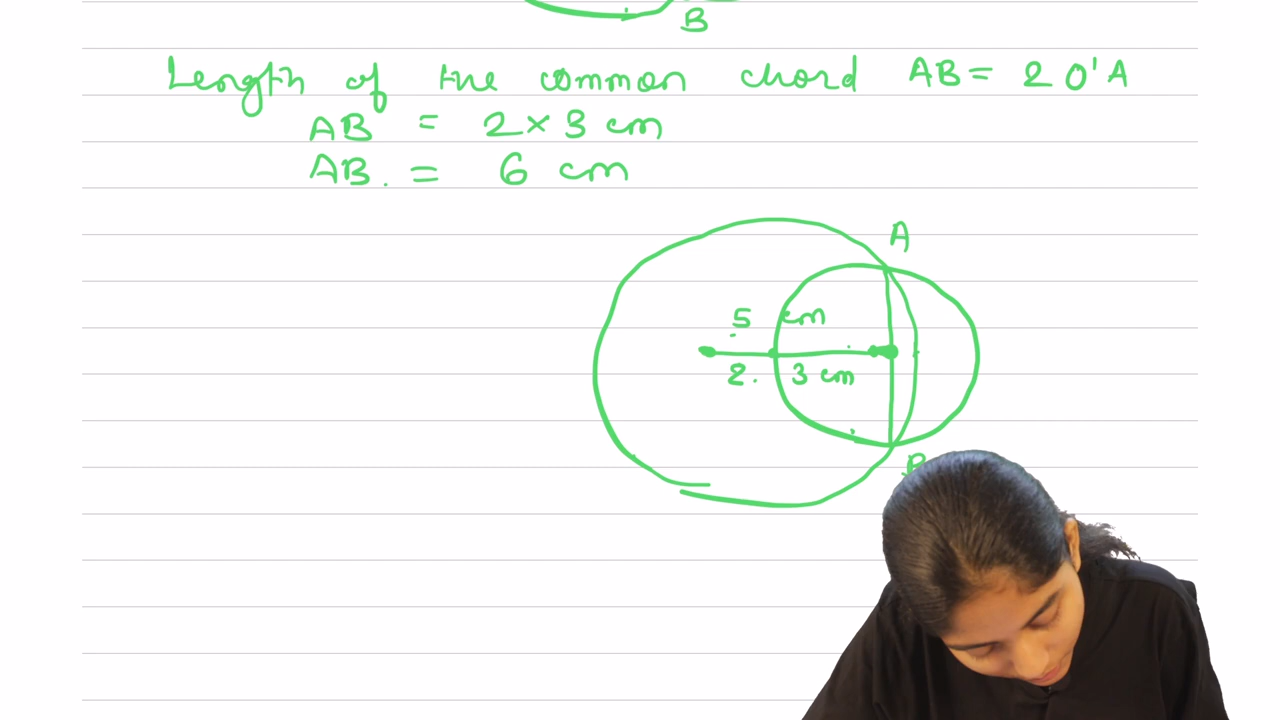 B
Length of the common chord AB = 2 O'A
AB = 2 × 3 cm
AB. = 6 cm
A
5 cm
2. 3 cm
B